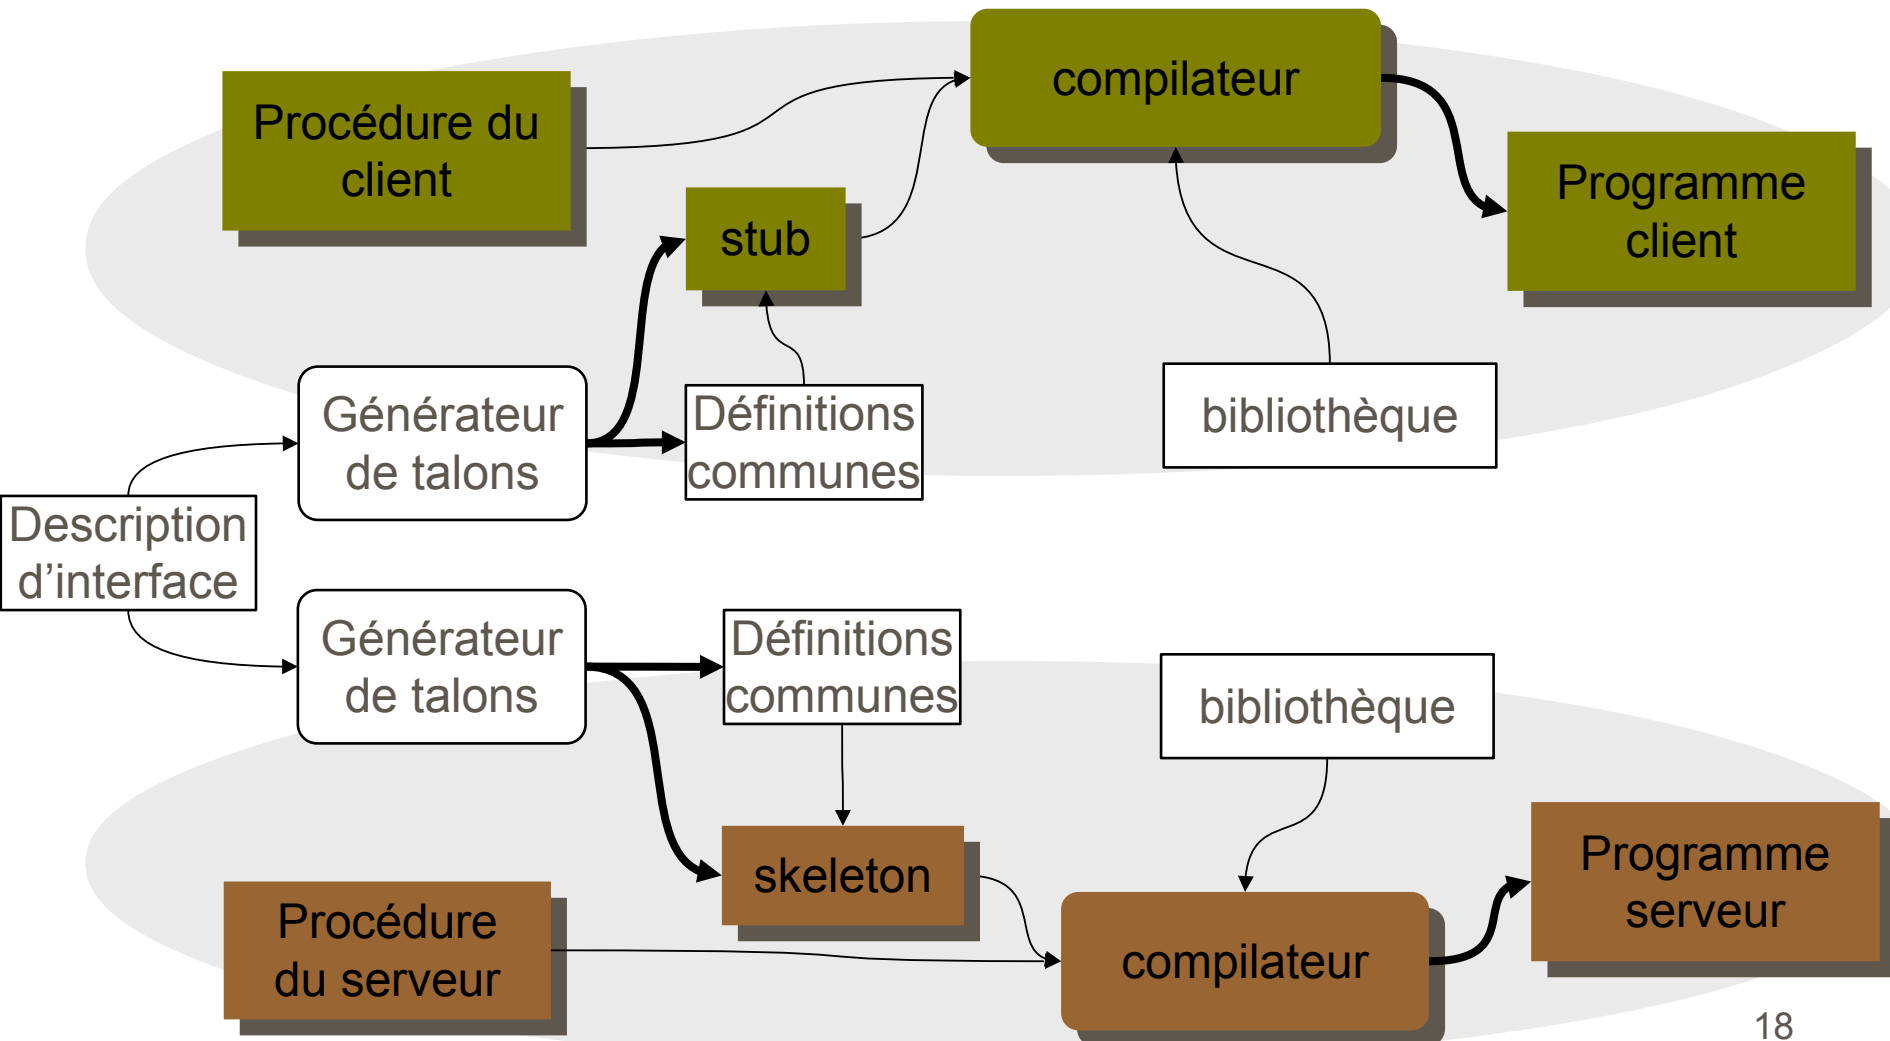 compilateur
Procédure du
client
Programme
client
stub
Générateur
de talons
Définitions
communes
bibliothèque
Description
d’interface
Générateur
de talons
Définitions
communes
bibliothèque
skeleton
Programme
serveur
Procédure
du serveur
compilateur
18